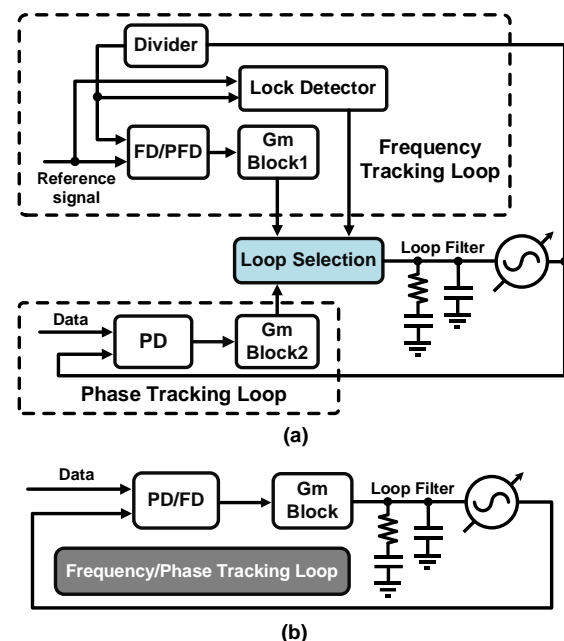 Divider
Lock Detector
FD/PFD
Gm
Block1
Frequency
Tracking Loop
Reference
signal
Loop Selection
Loop Filter
Data
PD
Gm
Block2
Phase Tracking Loop
(a)
Data
PD/FD
Gm
Block
Loop Filter
Frequency/Phase Tracking Loop
(b)